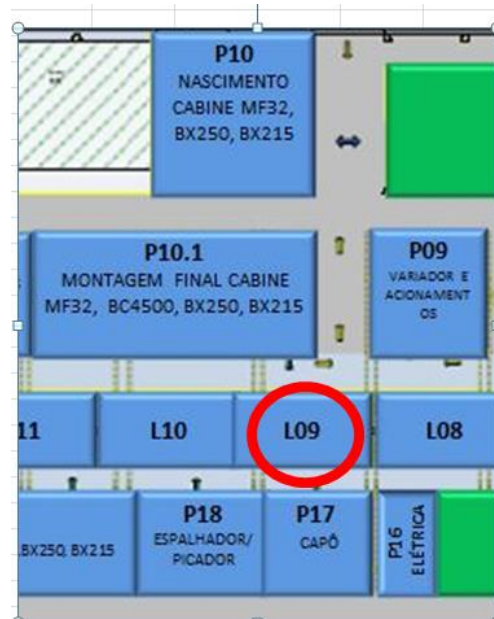 P10
NASCIMENTO
CABINE MF32,
BX250, BX215
P10.1
MONTAGEM FINAL CABINE
MF32, BC4500, BX250, BX215
P09
VARIADOR E
ACIONAMENT
OS
11
L10
L09
L08
BX250, BX215
P18
ESPALHADOR/
PICADOR
P17
CAPÔ
P16
ELÉTRICA